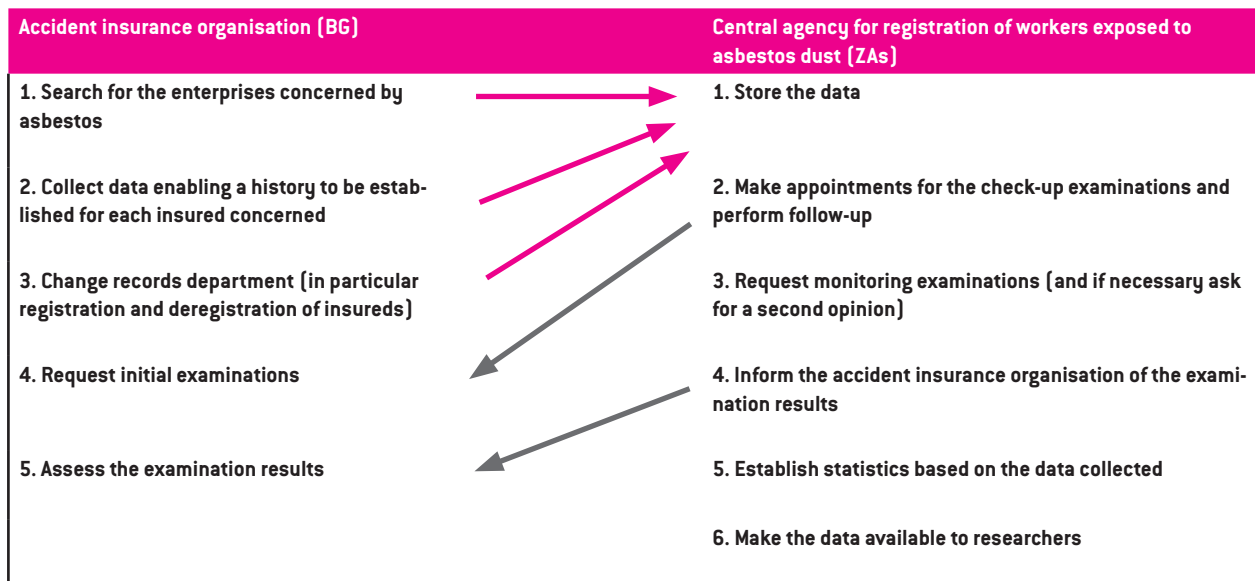 Accident insurance organisation (BG)
Central agency for registration of workers exposed to
asbestos dust (ZAs)
1. Search for the enterprises concerned by
asbestos
1. Store the data
2. Collect data enabling a history to be estab-
lished for each insured concerned
2. Make appointments for the check-up examinations and
perform follow-up
3. Change records department (in particular
registration and deregistration of insureds)
3. Request monitoring examinations (and if necessary ask
for a second opinion)
4. Request initial examinations
4. Inform the accident insurance organisation of the exami-
nation results
5. Assess the examination results
5. Establish statistics based on the data collected
6. Make the data available to researchers